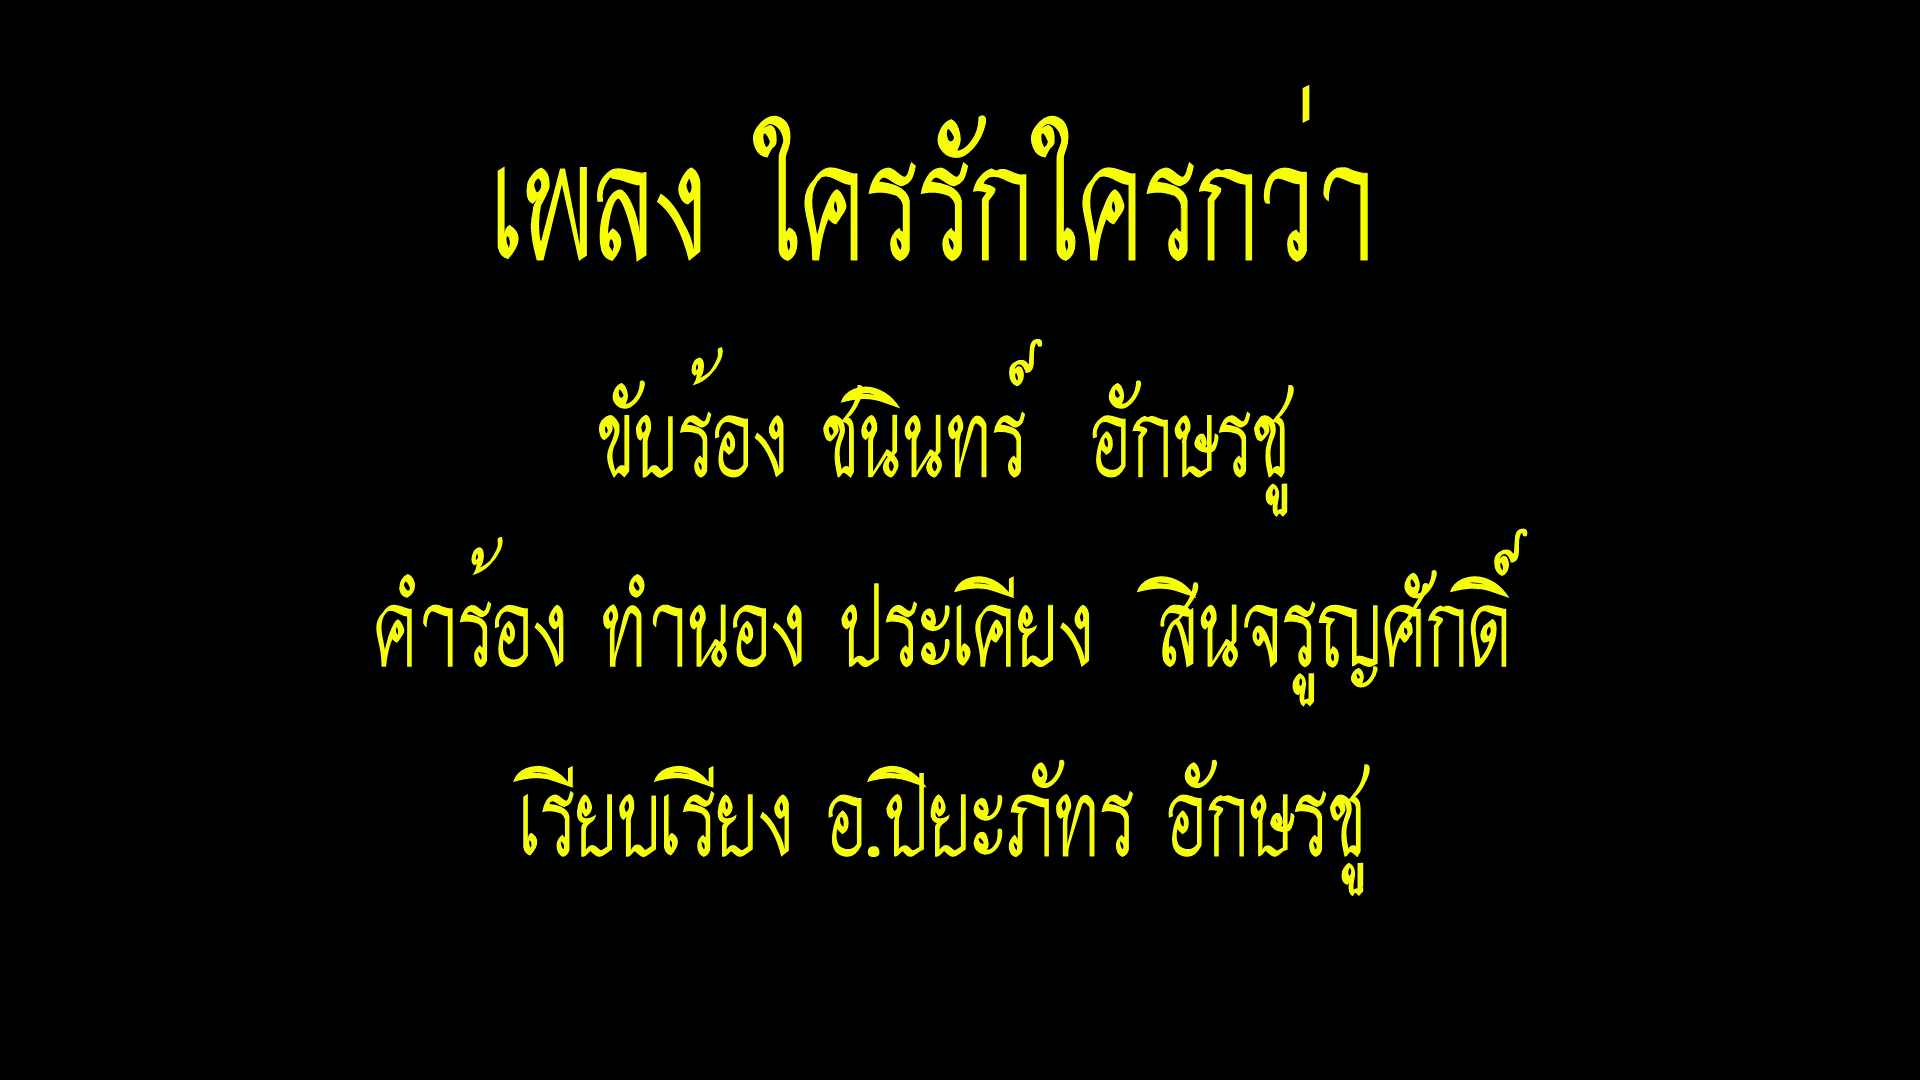 เพลง ใครรักใครกว่า
ขับร้อง ชนินทร์ อักษรชู
คำร้อง ทำนอง ประเคียง สินจรูญศักดิ์
เรียบเรียง อ.ปิยะภัทร อักษรชู